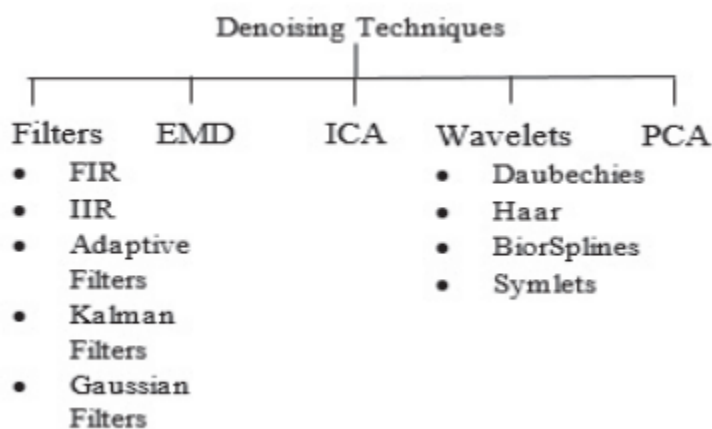 Denoising Techniques
Filters EMD ICA Wavelets PCA
• FIR
• IIR
• Adaptive
Filters
• Kalman
Filters
• Gaussian
Filters
• Daubechies
• Haar
• BiorSplines
• Symlets